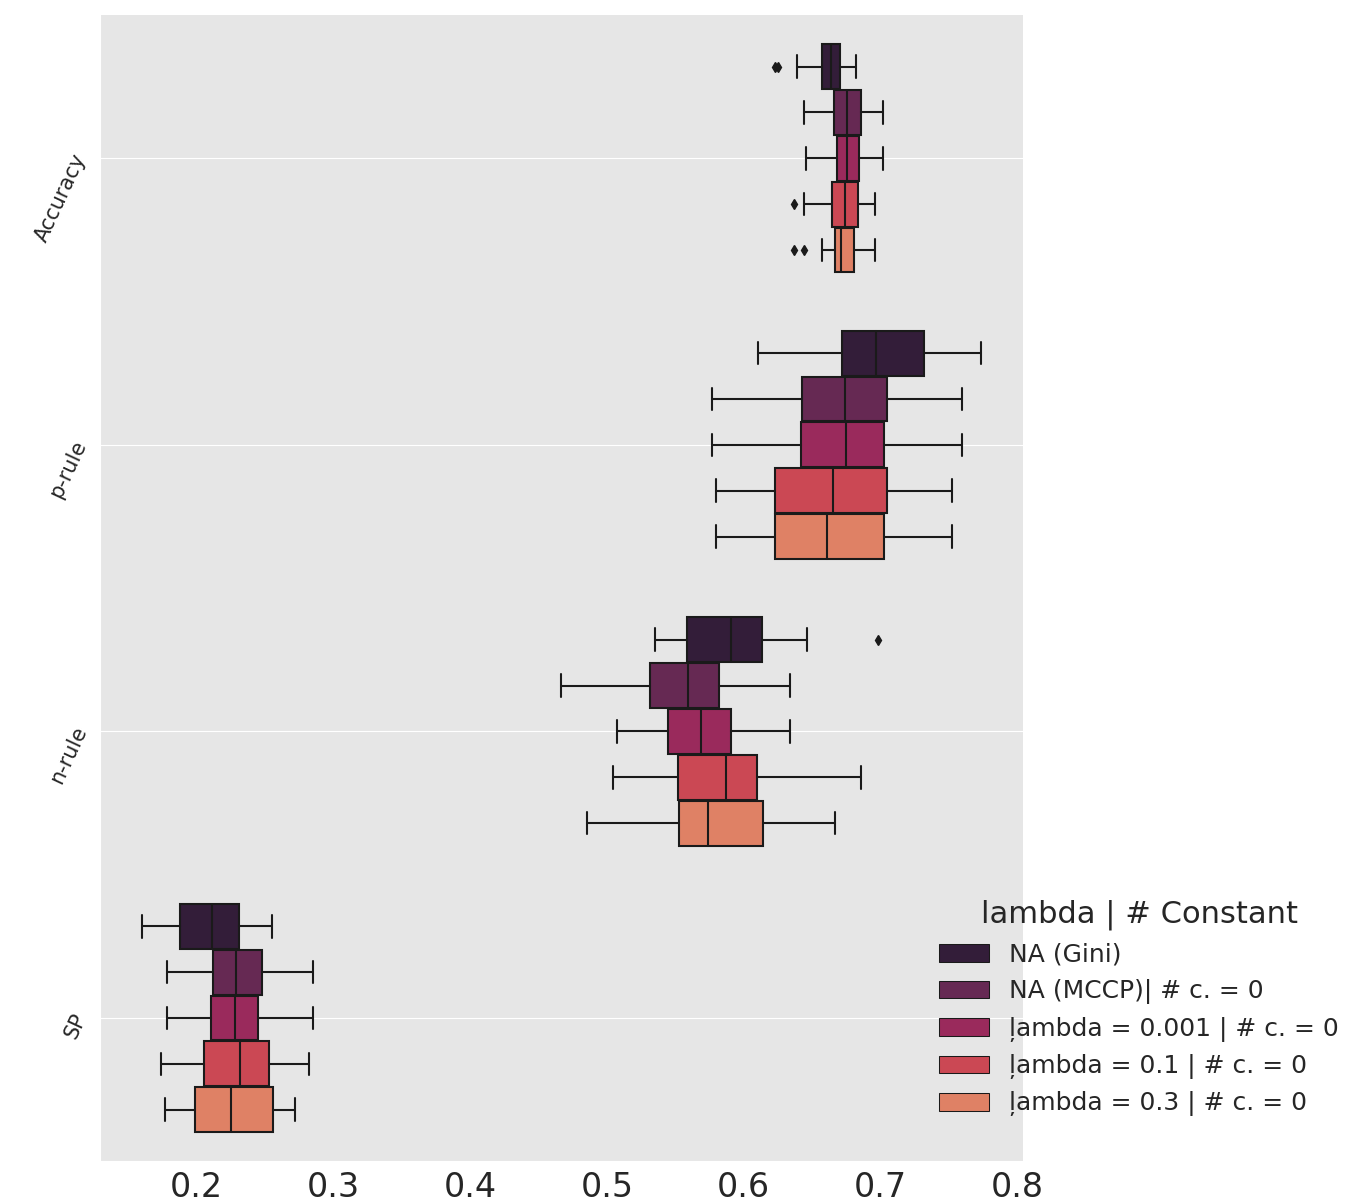 Accuracy
p-rule
n-rule
SP
lambda | # Constant
NA (Gini)
NA (MCCP)| # c. = 0
ļambda = 0.001 | # c. = 0
ļambda = 0.1 | # c. = 0
ļambda = 0.3 | # c. = 0
0.2 0.3 0.4 0.5 0.6 0.7 0.8